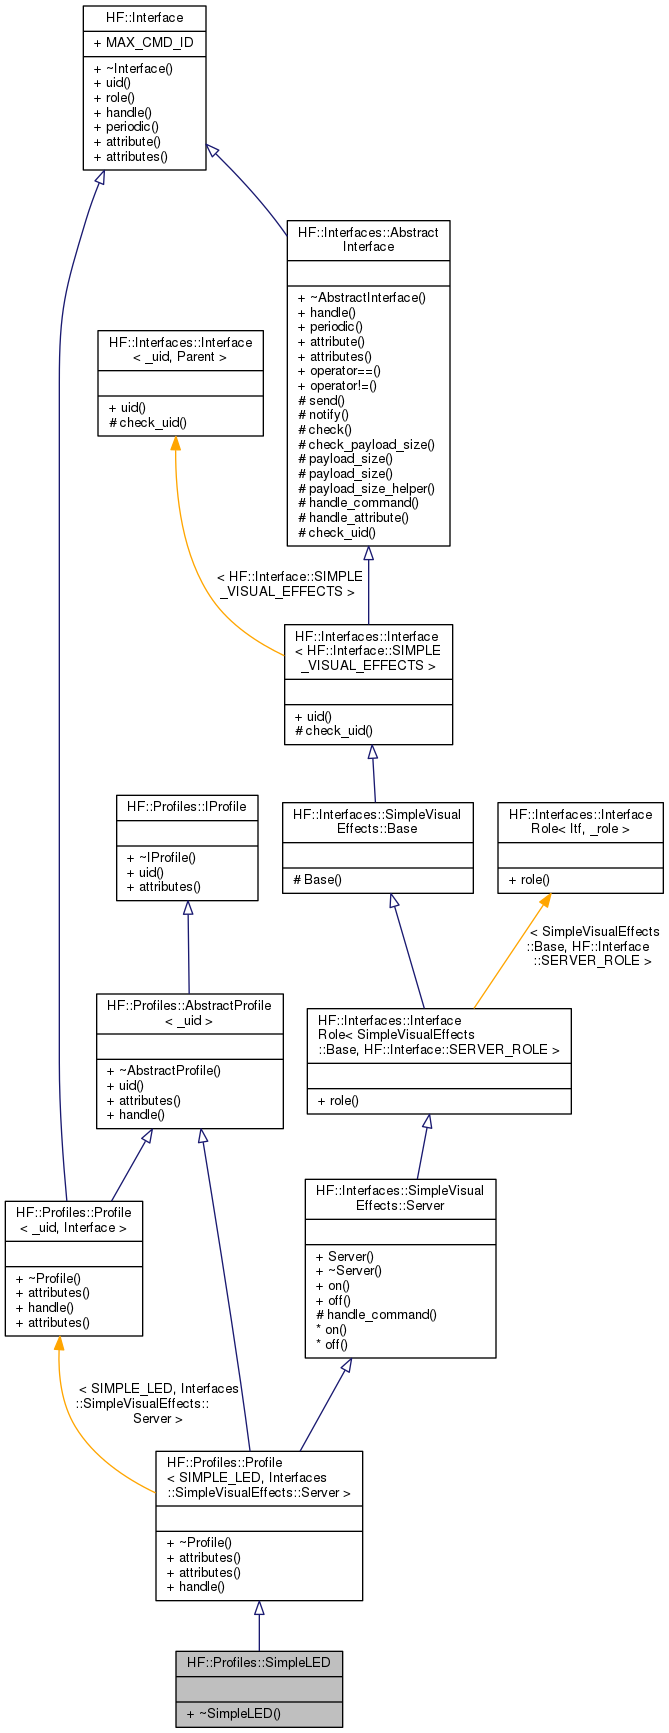 HF::Interface
+ MAX_CMD_ID
+ ~Interface()
+ uid()
+ role()
+ handle()
+ periodic()
+ attribute()
+ attributes()
HF::Interfaces::Abstract
Interface
+ ~AbstractInterface()
+ handle()
+ periodic()
+ attribute()
+ attributes()
+ operator==()
+ operator!=()
# send()
# notify()
# check()
# check_payload_size()
# payload_size()
# payload_size()
# payload_size_helper()
# handle_command()
# handle_attribute()
# check_uid()
HF::Interfaces::Interface
< _uid, Parent >
+ uid()
# check_uid()
< HF::Interface::SIMPLE
_VISUAL_EFFECTS >
HF::Interfaces::Interface
< HF::Interface::SIMPLE
_VISUAL_EFFECTS >
+ uid()
# check_uid()
HF::Profiles::IProfile
+ ~IProfile()
+ uid()
+ attributes()
HF::Interfaces::SimpleVisual
Effects::Base
# Base()
HF::Interfaces::Interface
Role< Itf, _role >
+ role()
< SimpleVisualEffects
::Base, HF::Interface
::SERVER_ROLE >
HF::Profiles::AbstractProfile
< _uid >
+ ~AbstractProfile()
+ uid()
+ attributes()
+ handle()
HF::Interfaces::Interface
Role< SimpleVisualEffects
::Base, HF::Interface::SERVER_ROLE >
+ role()
HF::Profiles::Profile
< _uid, Interface >
+ ~Profile()
+ attributes()
+ handle()
+ attributes()
HF::Interfaces::SimpleVisual
Effects::Server
+ Server()
+ ~Server()
+ on()
+ off()
# handle_command()
* on()
* off()
< SIMPLE_LED, Interfaces
::SimpleVisualEffects::
Server >
HF::Profiles::Profile
< SIMPLE_LED, Interfaces
::SimpleVisualEffects::Server >
+ ~Profile()
+ attributes()
+ attributes()
+ handle()
HF::Profiles::SimpleLED
+ ~SimpleLED()